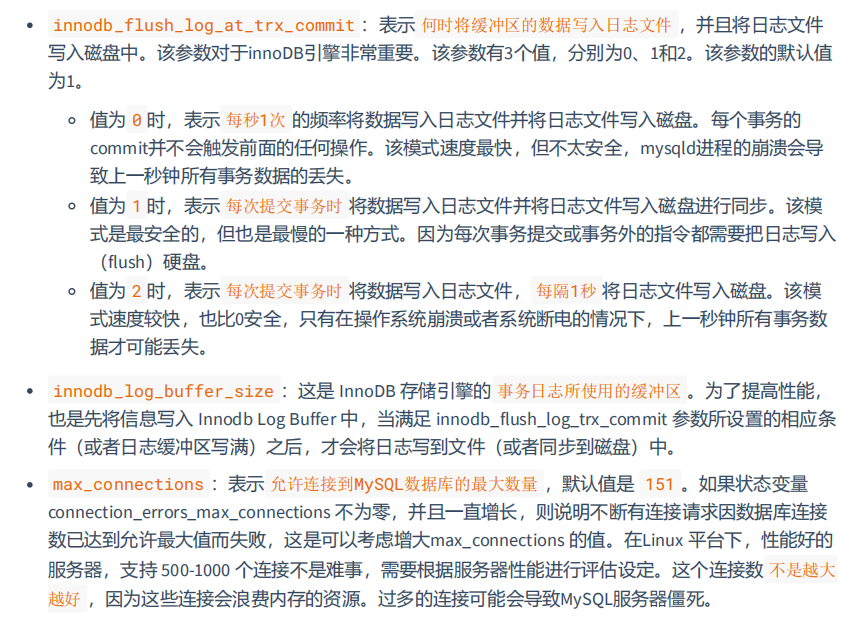 innodb_flush_log_at_trx_commit ：表示 何时将缓冲区的数据写入日志文件 ，并且将日志文件
写入磁盘中。该参数对于innoDB引擎非常重要。该参数有3个值，分别为0、1和2。该参数的默认值
为1。
值为 0 时，表示 每秒1次 的频率将数据写入日志文件并将日志文件写入磁盘。每个事务的
commit并不会触发前面的任何操作。该模式速度最快，但不太安全，mysqld进程的崩溃会导
致上一秒钟所有事务数据的丢失。
值为 1 时，表示 每次提交事务时 将数据写入日志文件并将日志文件写入磁盘进行同步。该模
式是最安全的，但也是最慢的一种方式。因为每次事务提交或事务外的指令都需要把日志写入
（flush）硬盘。
值为 2 时，表示 每次提交事务时 将数据写入日志文件， 每隔1秒 将日志文件写入磁盘。该模
式速度较快，也比0安全，只有在操作系统崩溃或者系统断电的情况下，上一秒钟所有事务数
据才可能丢失。
innodb_log_buffer_size ：这是 InnoDB 存储引擎的 事务日志所使用的缓冲区 。为了提高性能，
也是先将信息写入 Innodb Log Buffer 中，当满足 innodb_flush_log_trx_commit 参数所设置的相应条
件（或者日志缓冲区写满）之后，才会将日志写到文件（或者同步到磁盘）中。
max_connections ：表示 允许连接到MySQL数据库的最大数量 ，默认值是 151 。如果状态变量
connection_errors_max_connections 不为零，并且一直增长，则说明不断有连接请求因数据库连接
数已达到允许最大值而失败，这是可以考虑增大max_connections 的值。在Linux 平台下，性能好的
服务器，支持 500-1000 个连接不是难事，需要根据服务器性能进行评估设定。这个连接数 不是越大
越好 ，因为这些连接会浪费内存的资源。过多的连接可能会导致MySQL服务器僵死。